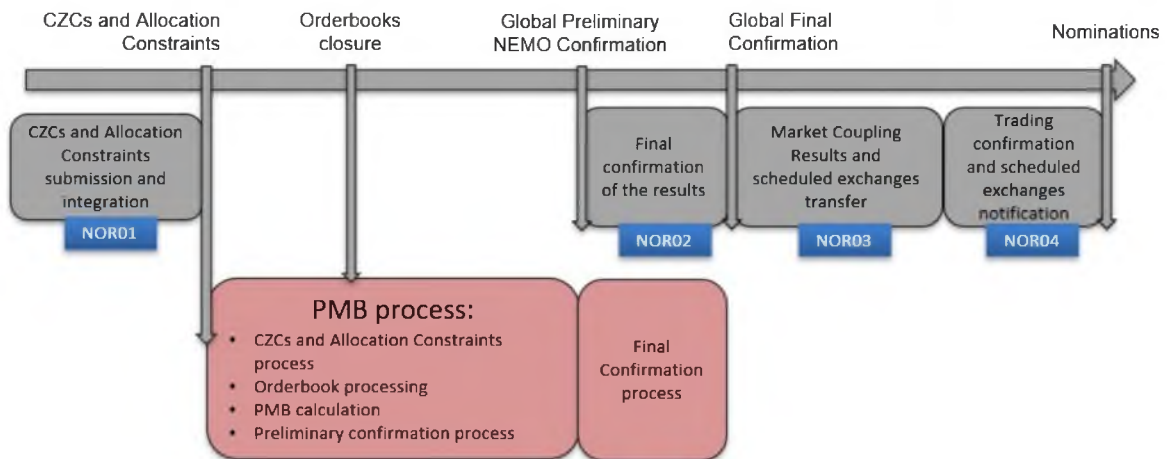 CZCs and Allocation
Constraints
Orderbooks
closure
Global Preliminary
NEMO Confirmation
Global Final
Confirmation
Nominations
CZCs and Allocation
Constraints
submission and
integration
NOR01
Final
confirmation
of the results
NOR02
Market Coupling
Results and
scheduled exchanges
transfer
NOR03
Trading
confirmation
and scheduled
exchanges
notification
NOR04
PMB process:
• CZCs and Allocation Constraints
process
• Orderbook processing
• PMB calculation
• Preliminary confirmation process
Final
Confirmation
process